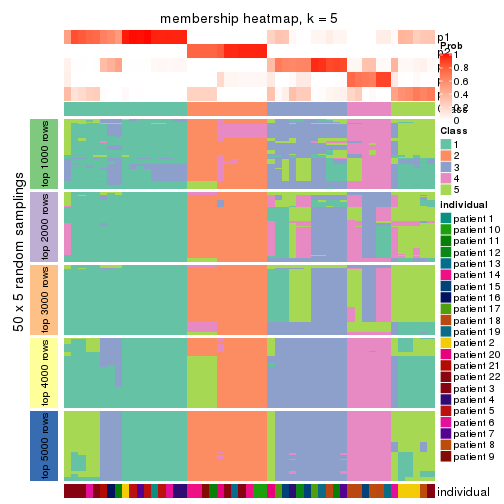 membership heatmap, k = 5
p1
p2
Prob
1
0.8
0.6
0.4
0.2
0
Class
1
2
3
4
5
individual
patient 1
patient 10
patient 11
patient 12
patient 13
patient 14
patient 15
patient 16
patient 17
patient 18
patient 19
patient 2
patient 20
patient 21
patient 22
patient 3
patient 4
patient 5
patient 6
patient 7
patient 8
patient 9
50 x 5 random samplings
top 1000 rows
top 2000 rows
top 3000 rows
top 4000 rows
top 5000 rows
individual